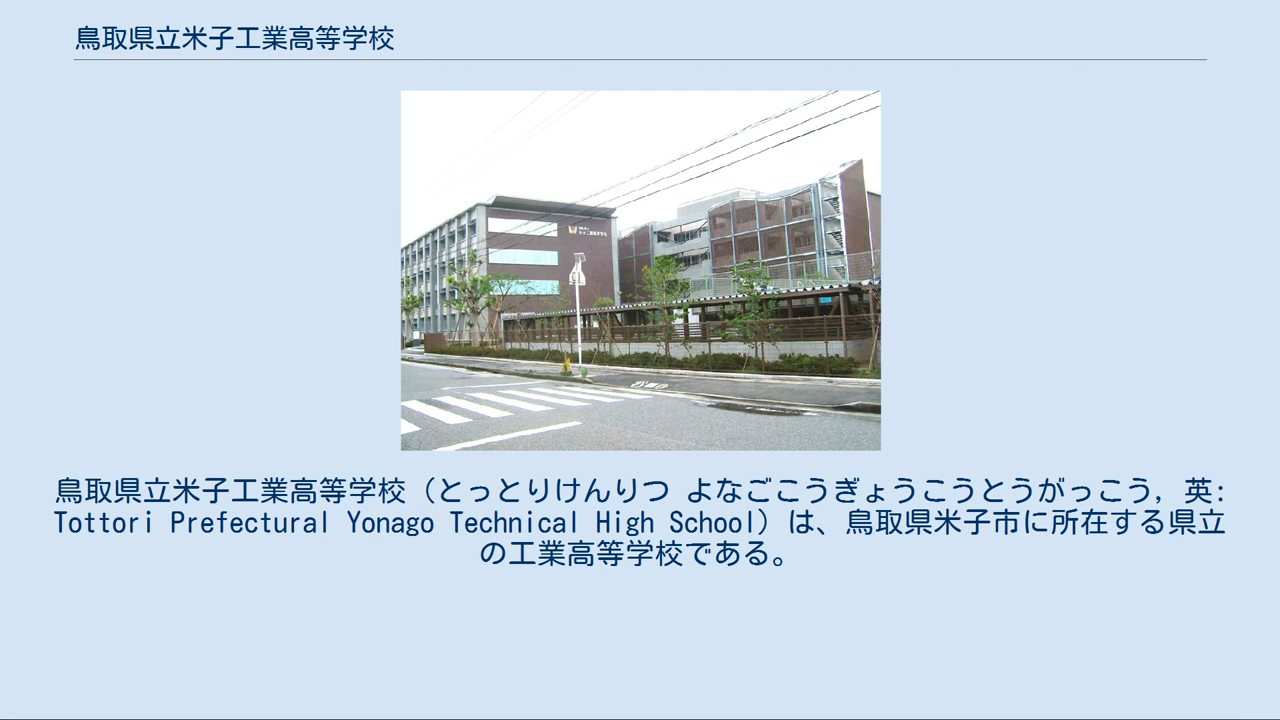 鳥取県立米子工業高等学校
鳥取県立米子工業高等学校（とっとりけんりつ よなごこうぎょうこうとうがっこう, 英:
Tottori Prefectural Yonago Technical High School）は、鳥取県米子市に所在する県立
の工業高等学校である。